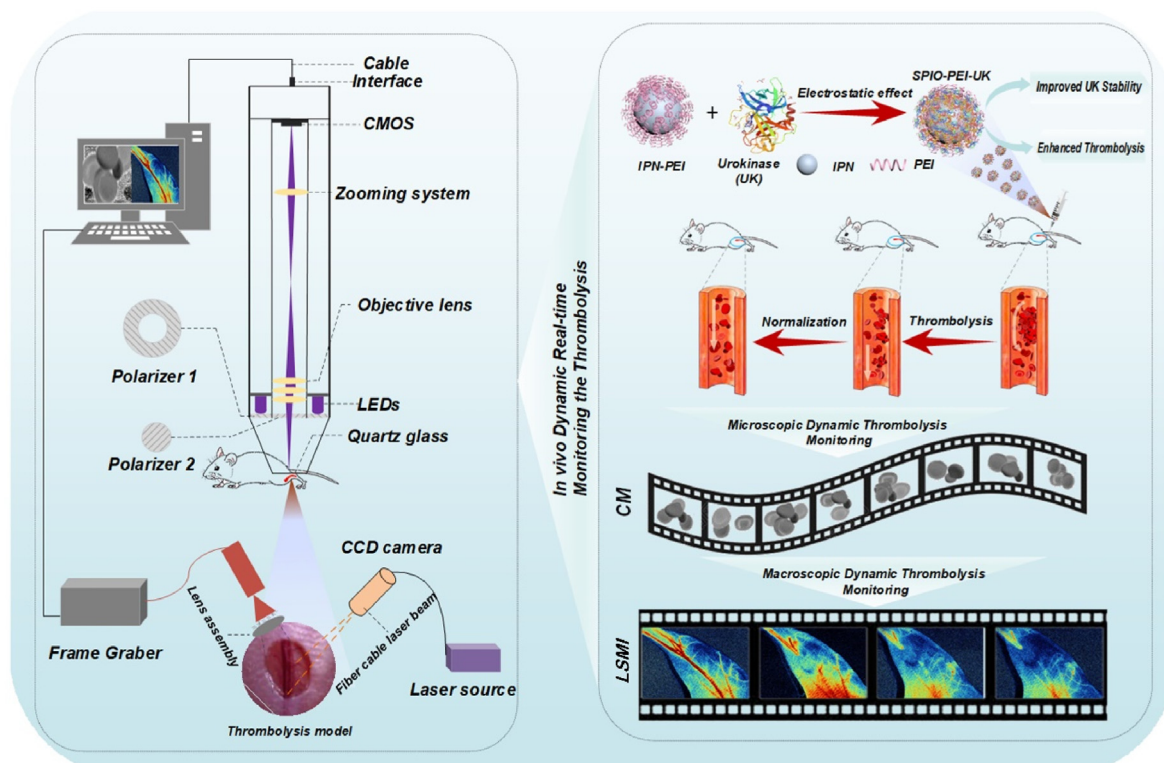 Cable
Interface
CMOS
Zooming system
Objective lens
Polarizer 1
LEDs
Quartz glass
Polarizer 2
CCD camera
Lens assembly
Fiber cable laser beam
Frame Graber
Laser source
Thrombolysis model
In vivo Dynamic Real-time
Monitoring the Thrombolysis
SPIO-PEI-UK
Improved UK Stability
Electrostatic effect
+
Enhanced Thrombolysis
IPN-PEI
Urokinase
(UK)
IPN
PEI
Normalization
Thrombolysis
Microscopic Dynamic Thrombolysis
Monitoring
CM
Macroscopic Dynamic Thrombolysis
Monitoring
LSMI